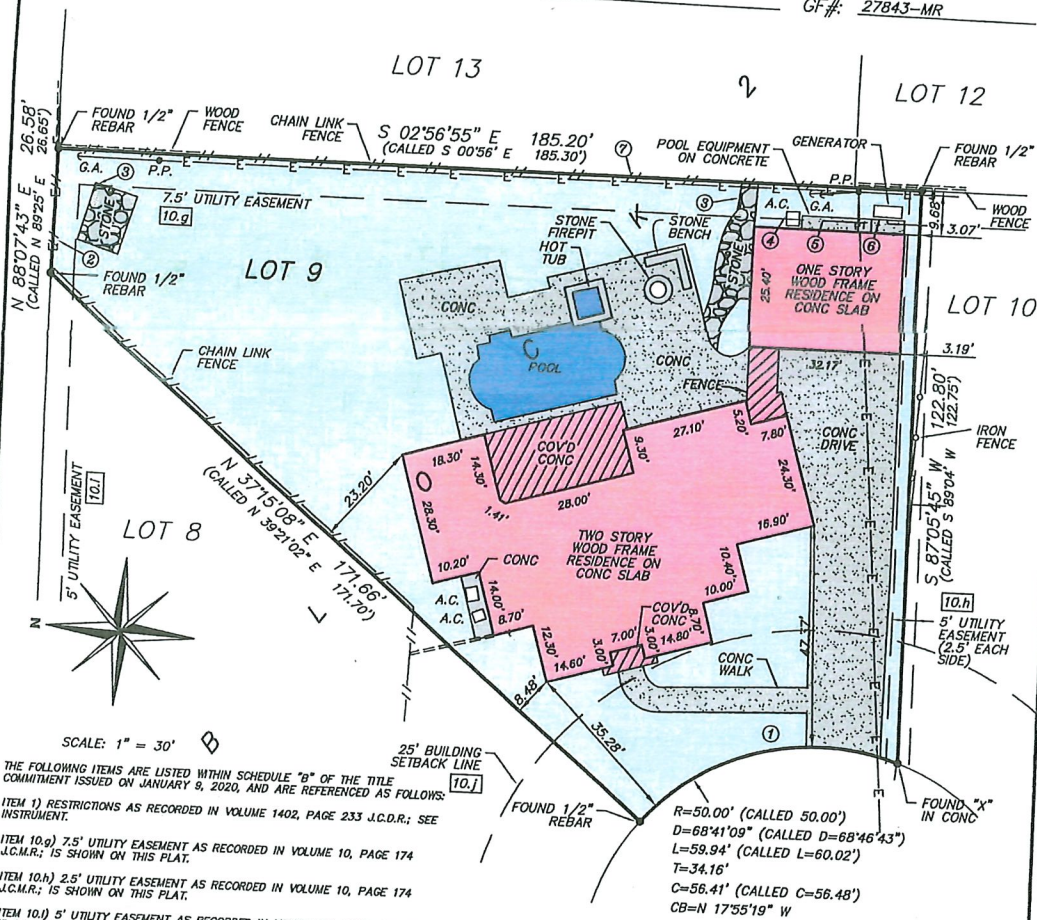 GF#: 27843-MR
LOT 13
2
LOT 12
26.58'
26.65')
N 88°07'43" E
(CALLED N 89°25' E
FOUND 1/2"
REBAR
WOOD
FENCE
CHAIN LINK
FENCE
S 02°56'55" E 185.20'
(CALLED S 00°56' E 185.30')
7
POOL EQUIPMENT
ON CONCRETE
GENERATOR
FOUND 1/2"
REBAR
G.A.
3
P.P.
7.5' UTILITY EASEMENT
10.g
STONE
2
FOUND 1/2"
REBAR
LOT 9
STONE
FIREPIT
HOT
TUB
K
STONE
BENCH
3
STONE
P.P.
A.C.
G.A.
4
5
6
9.68'
WOOD
FENCE
3.07'
ONE STORY
WOOD FRAME
RESIDENCE ON
CONC SLAB
25.40'
32.17
LOT 10
3.19'
CONC
C
POOL
CONC
FENCE
CHAIN LINK
FENCE
S 87°05'45" W 122.80'
(CALLED S 89°04' W 122.75')
IRON
FENCE
CONC
DRIVE
COV'D
CONC
18.30'
14.30'
1.41'
28.00'
9.30'
27.10'
5.20'
7.80'
24.30'
16.90'
10.40'
10.00'
8.70'
14.80'
3.00'
7.00'
3.00'
14.60'
12.30'
8.70'
14.00'
10.20'
28.30'
23.20'
N 37°15'08" E 171.66'
(CALLED N 39°21'02" E 171.70')
TWO STORY
WOOD FRAME
RESIDENCE ON
CONC SLAB
CONC
A.C.
A.C.
COV'D
CONC
5' UTILITY EASEMENT
10.i
LOT 8
L
N
10.h
5' UTILITY
EASEMENT
(2.5' EACH
SIDE)
CONC
WALK
8.48'
35.28'
1
SCALE: 1" = 30'
B
25' BUILDING
SETBACK LINE
10.j
FOUND 1/2"
REBAR
FOUND "X"
IN CONC
THE FOLLOWING ITEMS ARE LISTED WITHIN SCHEDULE "B" OF THE TITLE
COMMITMENT ISSUED ON JANUARY 9, 2020, AND ARE REFERENCED AS FOLLOWS:
ITEM 1) RESTRICTIONS AS RECORDED IN VOLUME 1402, PAGE 233 J.C.D.R.; SEE
INSTRUMENT.
ITEM 10.g) 7.5' UTILITY EASEMENT AS RECORDED IN VOLUME 10, PAGE 174
J.C.M.R.; IS SHOWN ON THIS PLAT.
ITEM 10.h) 2.5' UTILITY EASEMENT AS RECORDED IN VOLUME 10, PAGE 174
J.C.M.R.; IS SHOWN ON THIS PLAT.
ITEM 10.i) 5' UTILITY EASEMENT AS RECORDED IN
R=50.00' (CALLED 50.00')
D=68°41'09" (CALLED D=68°46'43")
L=59.94' (CALLED L=60.02')
T=34.16'
C=56.41' (CALLED C=56.48')
CB=N 17°55'19" W